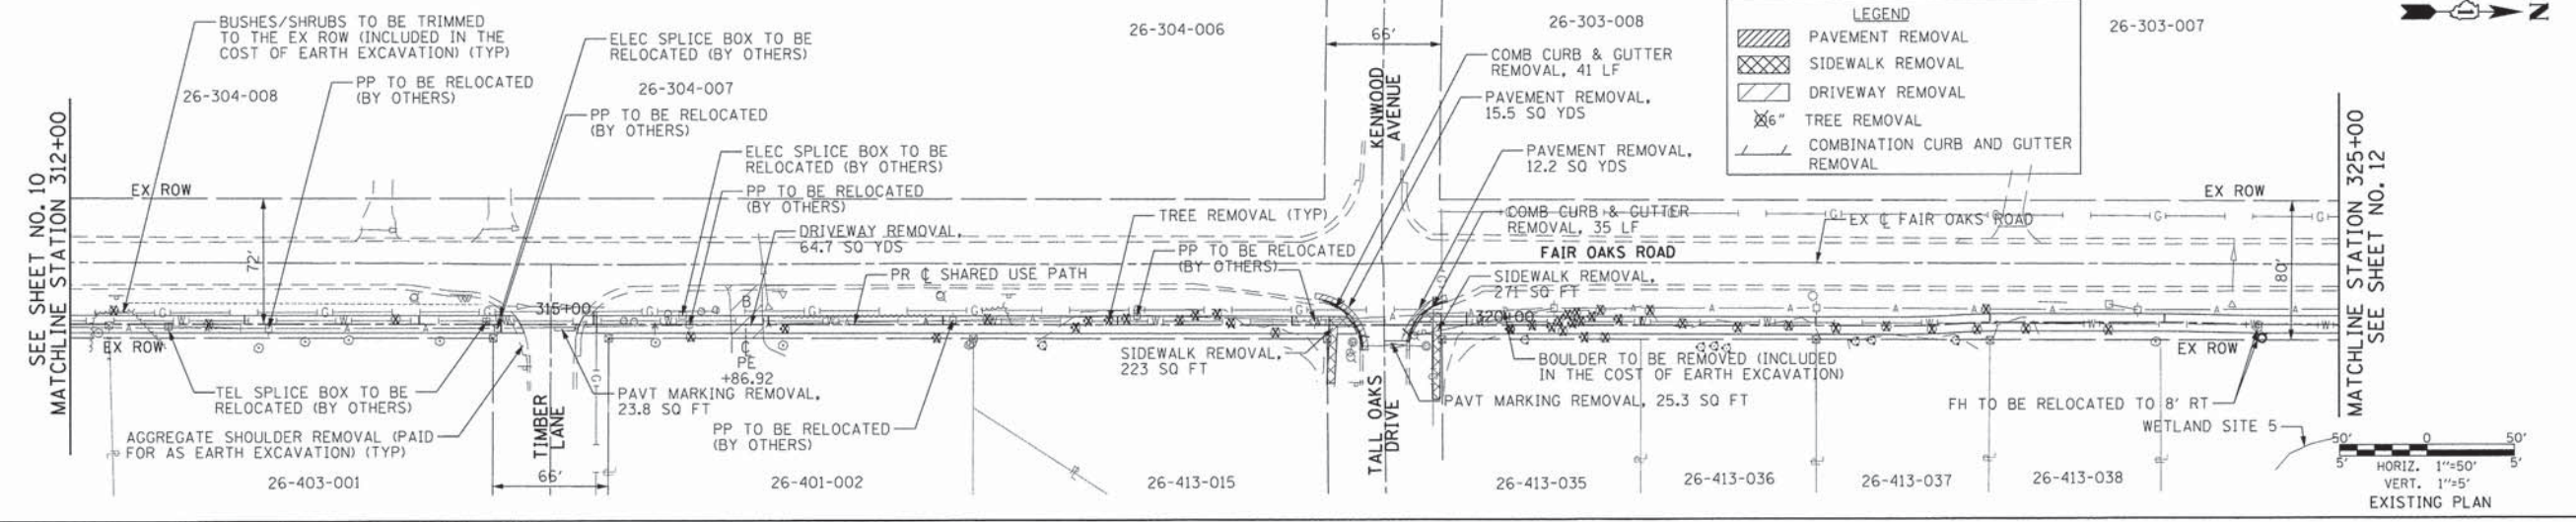 BUSHES/SHRUBS TO BE TRIMMED
TO THE EX ROW (INCLUDED IN THE
COST OF EARTH EXCAVATION) (TYP)
26-304-008
PP TO BE RELOCATED
(BY OTHERS)
ELEC SPLICE BOX TO BE
RELOCATED (BY OTHERS)
26-304-007
PP TO BE RELOCATED
(BY OTHERS)
ELEC SPLICE BOX TO BE
RELOCATED (BY OTHERS)
PP TO BE RELOCATED
(BY OTHERS)
DRIVEWAY REMOVAL,
64.7 SQ YDS
PR ℄ SHARED USE PATH
26-304-006
TREE REMOVAL (TYP)
PP TO BE RELOCATED
(BY OTHERS)
66'
KENWOOD
AVENUE
26-303-008
COMB CURB & GUTTER
REMOVAL, 41 LF
PAVEMENT REMOVAL,
15.5 SQ YDS
PAVEMENT REMOVAL,
12.2 SQ YDS
COMB CURB & GUTTER
REMOVAL, 35 LF
FAIR OAKS ROAD
SIDEWALK REMOVAL,
271 SQ FT
LEGEND
PAVEMENT REMOVAL
SIDEWALK REMOVAL
DRIVEWAY REMOVAL
6" TREE REMOVAL
COMBINATION CURB AND GUTTER
REMOVAL
26-303-007
N
EX ℄ FAIR OAKS ROAD
EX ROW
EX ROW
80'
MATCHLINE STATION 325+00
SEE SHEET NO. 12
SEE SHEET NO. 10
MATCHLINE STATION 312+00
72'
315+00
320+00
EX ROW
EX ROW
TEL SPLICE BOX TO BE
RELOCATED (BY OTHERS)
AGGREGATE SHOULDER REMOVAL (PAID
FOR AS EARTH EXCAVATION) (TYP)
26-403-001
TIMBER
LANE
66'
PAVT MARKING REMOVAL,
23.8 SQ FT
℄
PE
+86.92
PP TO BE RELOCATED
(BY OTHERS)
26-401-002
SIDEWALK REMOVAL,
223 SQ FT
26-413-015
TALL OAKS
DRIVE
BOULDER TO BE REMOVED (INCLUDED
IN THE COST OF EARTH EXCAVATION)
PAVT MARKING REMOVAL, 25.3 SQ FT
26-413-035
26-413-036
26-413-037
26-413-038
FH TO BE RELOCATED TO 8' RT
WETLAND SITE 5
50' 0 50'
5' 5'
HORIZ. 1"=50'
VERT. 1"=5'
EXISTING PLAN